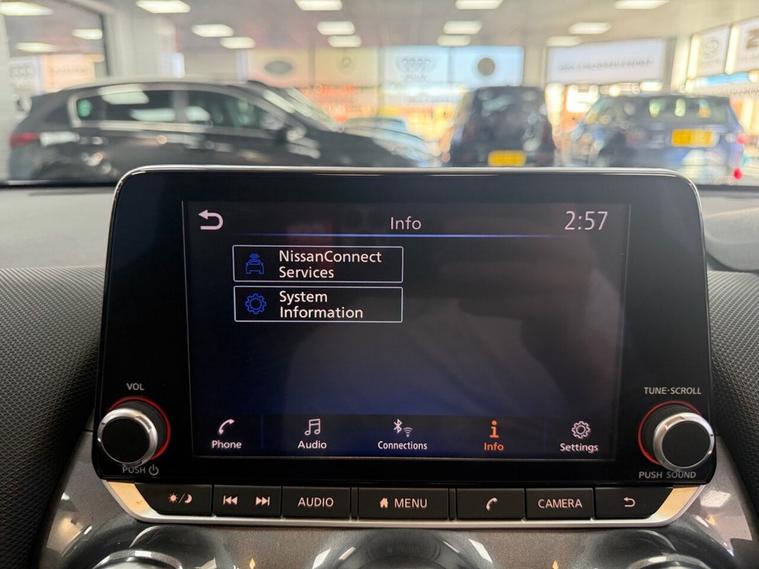 Info
2:57
NissanConnect
Services
System
Information
VOL
TUNE·SCROLL
Phone
Audio
Connections
Info
Settings
PUSH
PUSH SOUND
AUDIO
MENU
CAMERA